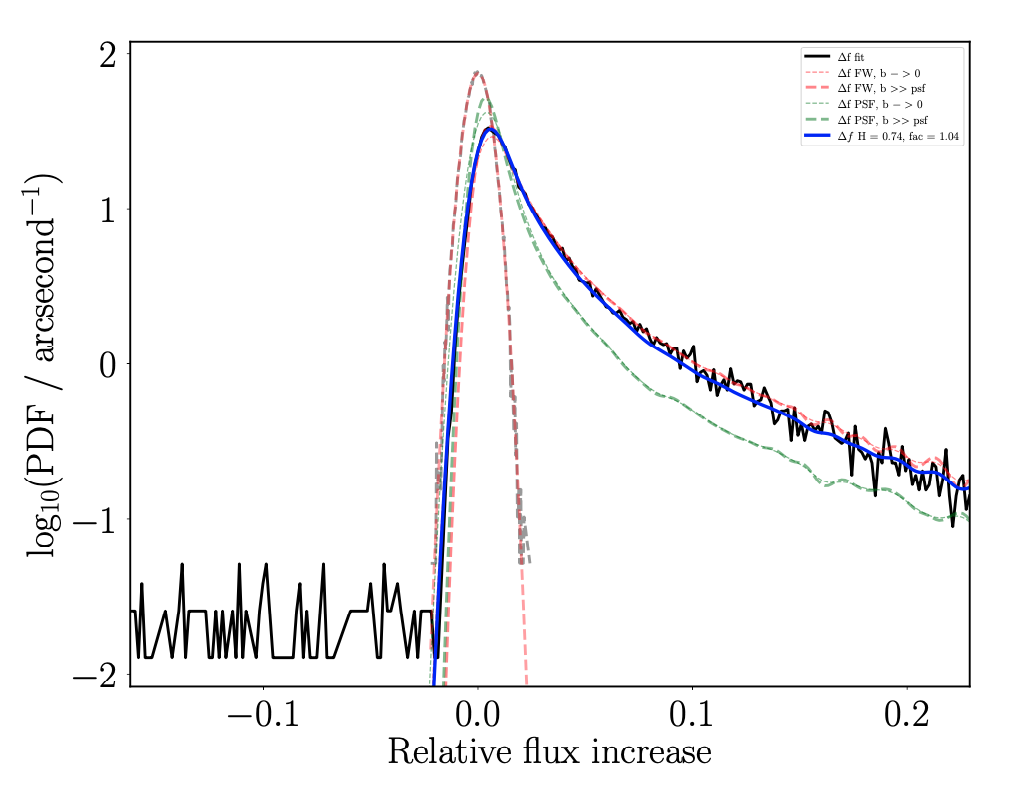 Δf fit
Δf FW, b − > 0
Δf FW, b >> psf
Δf PSF, b − > 0
Δf PSF, b >> psf
Δf H = 0.74, fac = 1.04
log₁₀(PDF / arcsecond⁻¹)
2
1
0
−1
−2
−0.1 0.0 0.1 0.2
Relative flux increase